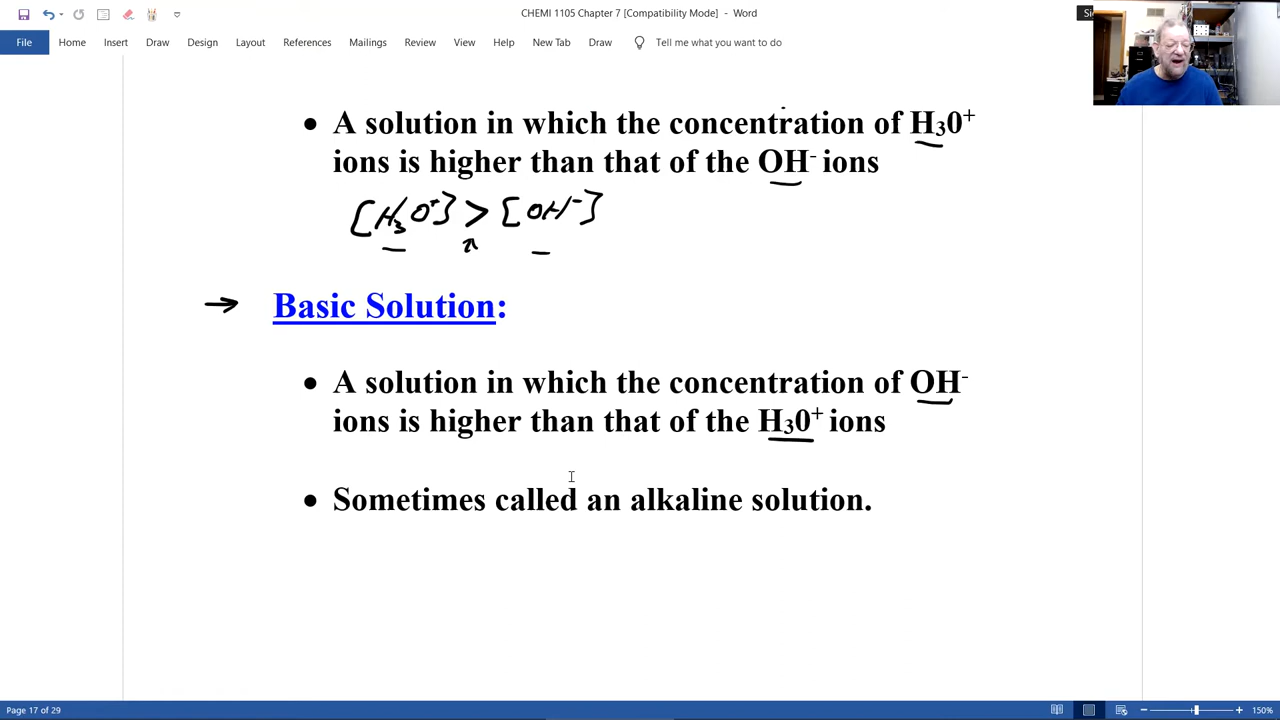 CHEMI 1105 Chapter 7 [Compatibility Mode] - Word
File Home Insert Draw Design Layout References Mailings Review View Help New Tab Draw Tell me what you want to do
• A solution in which the concentration of H₃0⁺
ions is higher than that of the OH⁻ ions
[H₃O⁺] > [OH⁻]
→ Basic Solution:
• A solution in which the concentration of OH⁻
ions is higher than that of the H₃0⁺ ions
• Sometimes called an alkaline solution.
Page 17 of 29
150%